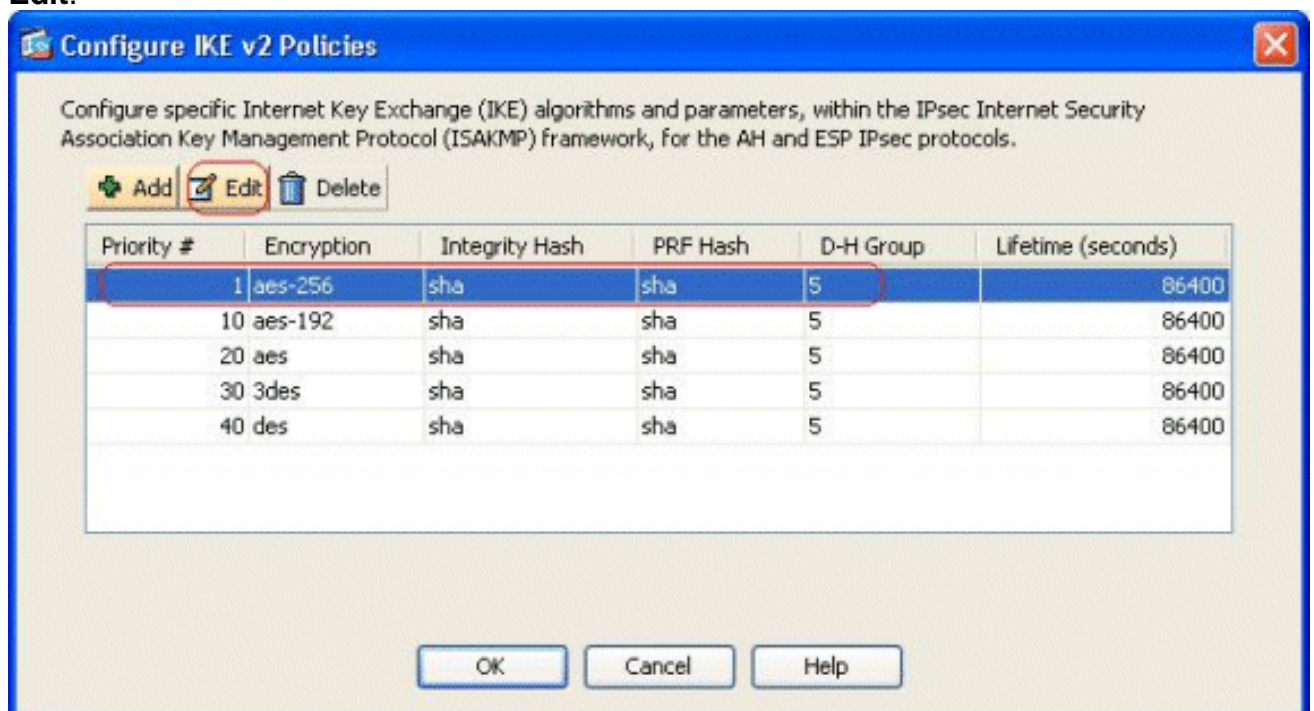 Edit.
Configure IKE v2 Policies
Configure specific Internet Key Exchange (IKE) algorithms and parameters, within the IPsec Internet Security
Association Key Management Protocol (ISAKMP) framework, for the AH and ESP IPsec protocols.
Add Edit Delete
Priority # Encryption Integrity Hash PRF Hash D-H Group Lifetime (seconds)
1 aes-256 sha sha 5 86400
10 aes-192 sha sha 5 86400
20 aes sha sha 5 86400
30 3des sha sha 5 86400
40 des sha sha 5 86400
OK Cancel Help